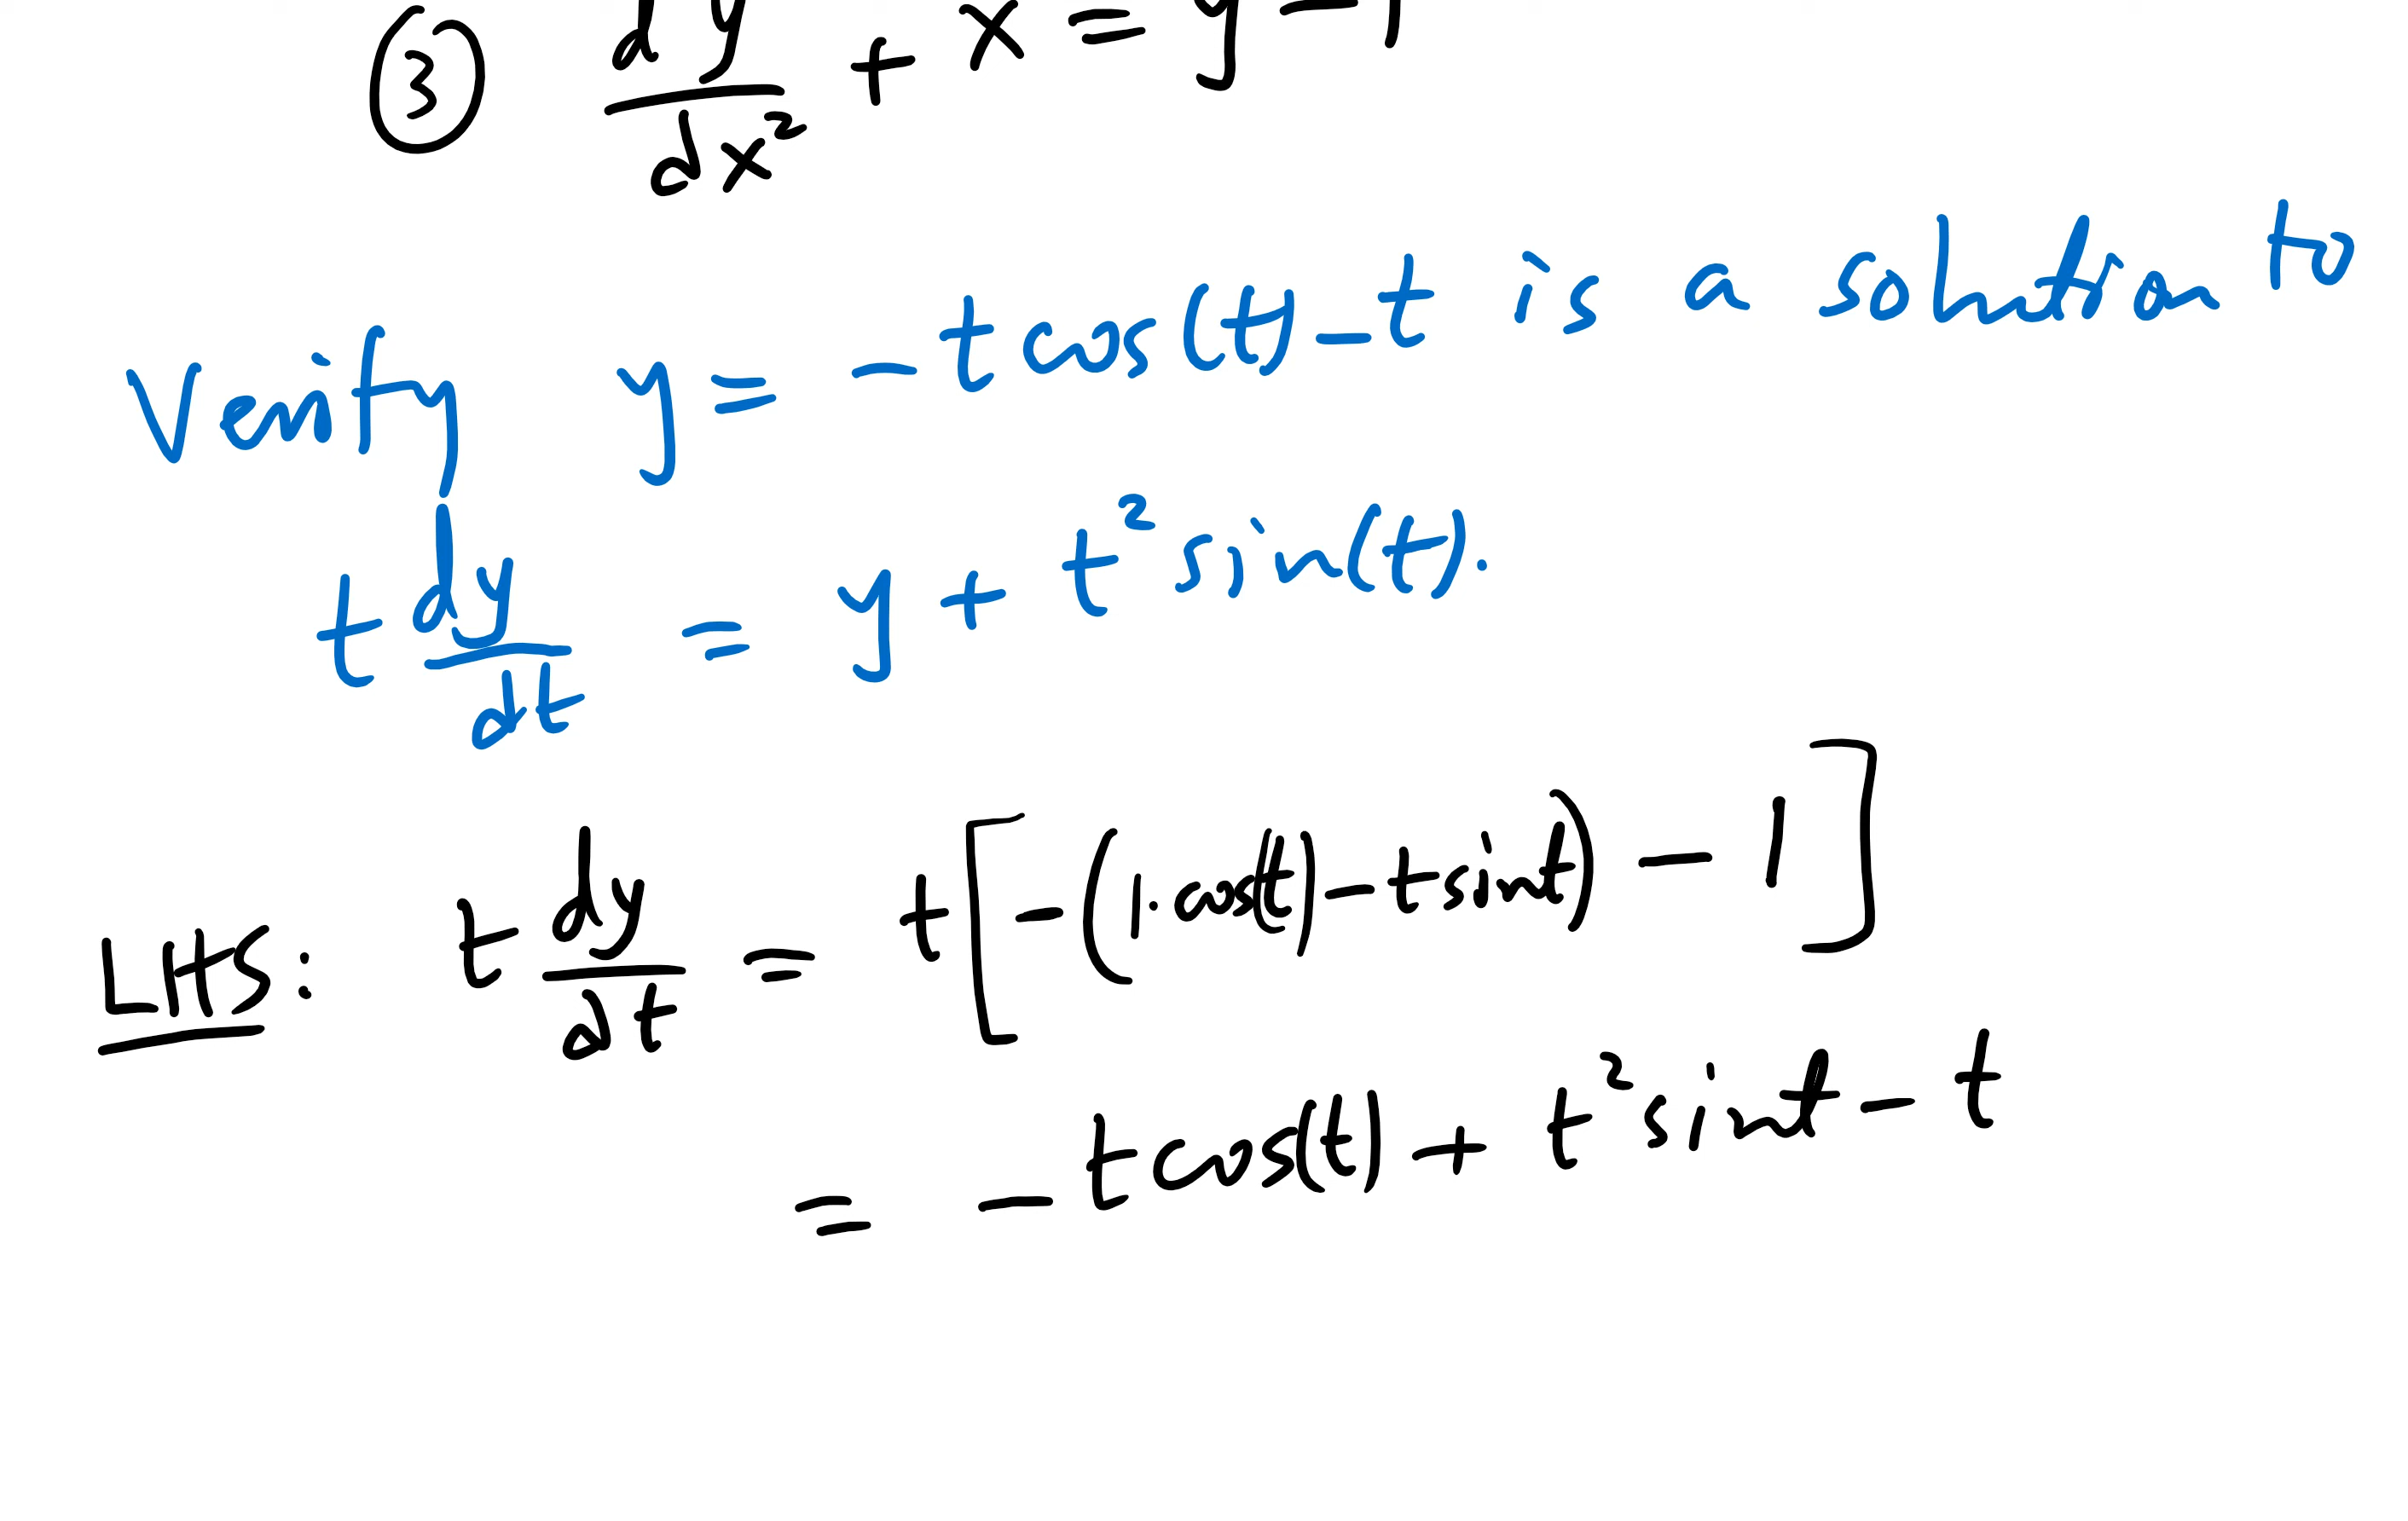 ③ dy/dx² + x = y - 1
Verify y = - t cos(t) - t is a solution to
t dy/dt = y + t² sin(t).
LHS: t dy/dt = t [ - (1·cos(t) - t sin t) - 1 ]
= - t cos(t) + t² sin t - t